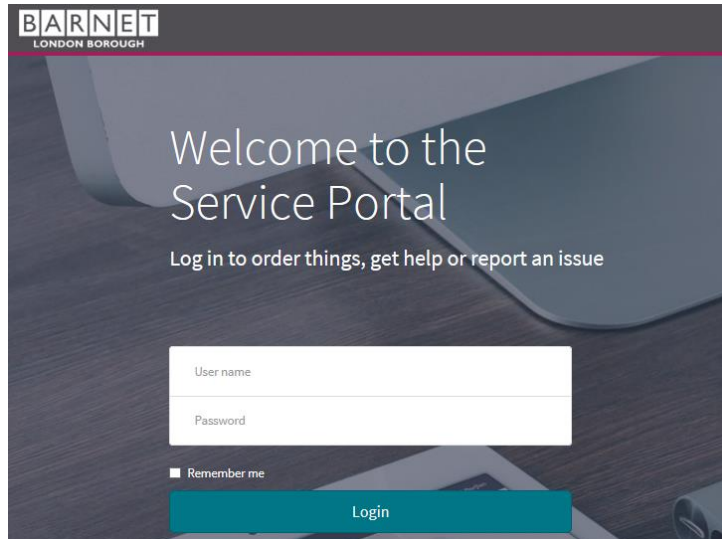 BARNET
LONDON BOROUGH
Welcome to the
Service Portal
Log in to order things, get help or report an issue
User name
Password
Remember me
Login